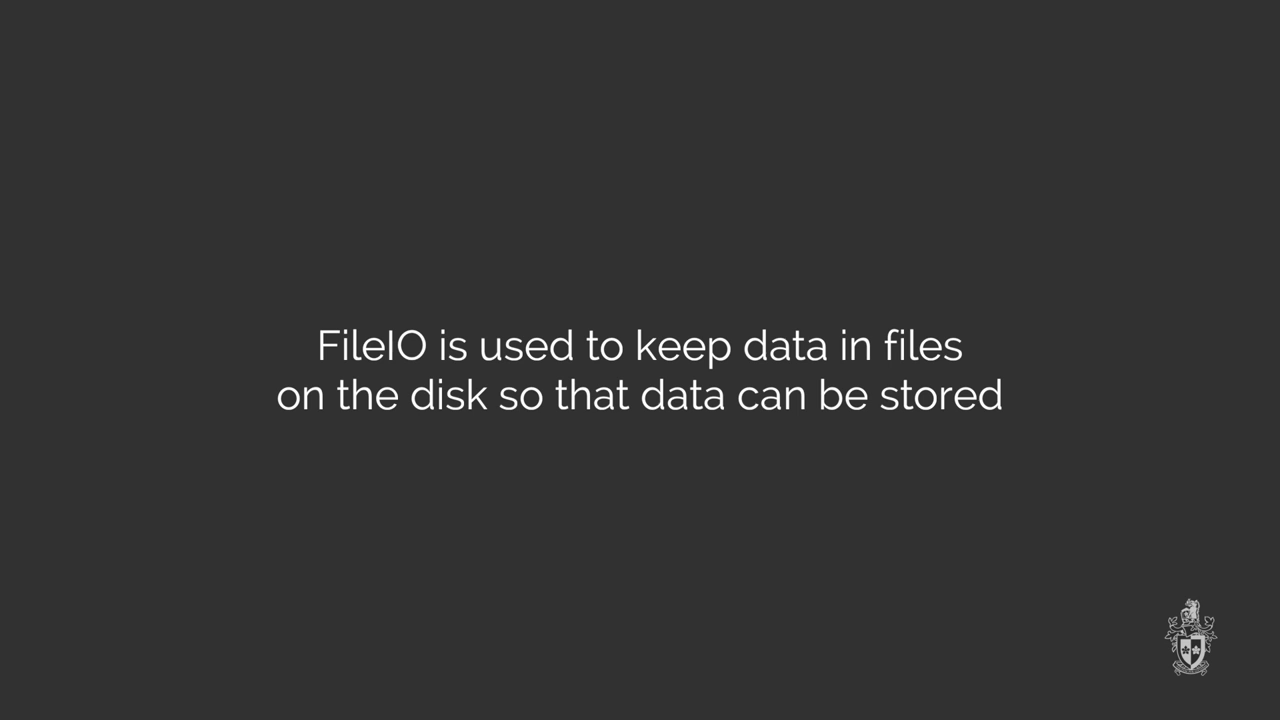 FileIO is used to keep data in files
on the disk so that data can be stored